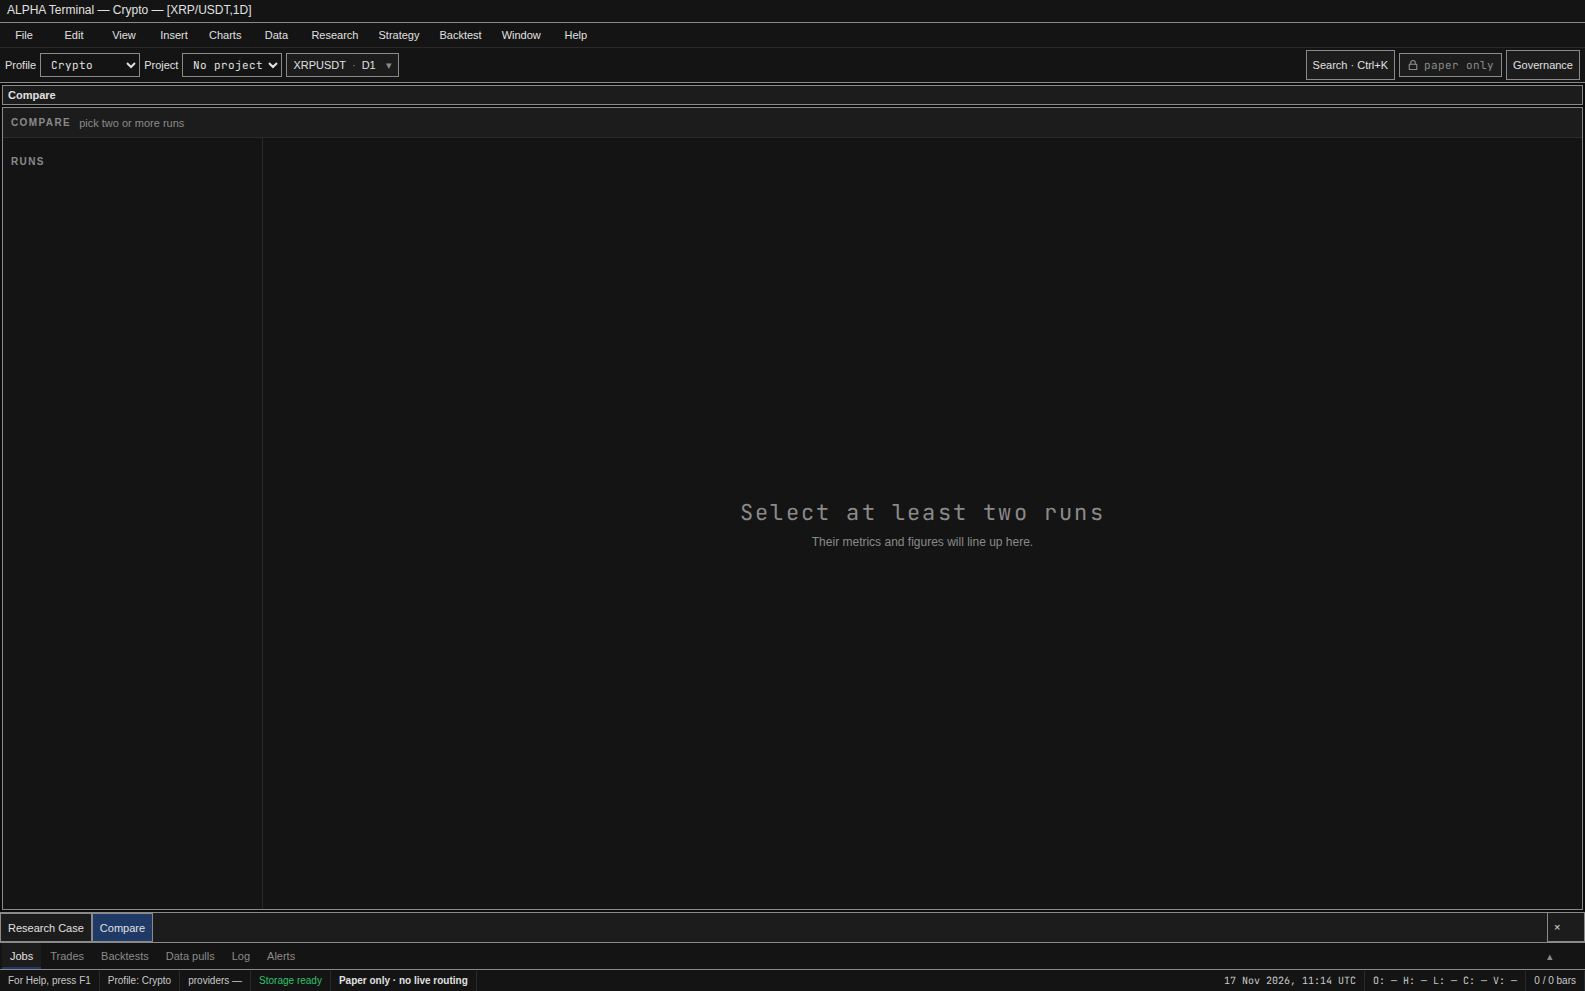 ALPHA Terminal — Crypto — [XRP/USDT,1D]
File Edit View Insert Charts Data Research Strategy Backtest Window Help
Profile Crypto Project No project XRPUSDT · D1 ▾ Search · Ctrl+K paper only Governance
Compare
COMPARE pick two or more runs
RUNS
Select at least two runs
Their metrics and figures will line up here.
Research Case Compare ×
Jobs Trades Backtests Data pulls Log Alerts ▴
For Help, press F1 Profile: Crypto providers — Storage ready Paper only · no live routing 17 Nov 2026, 11:14 UTC O: — H: — L: — C: — V: — 0 / 0 bars